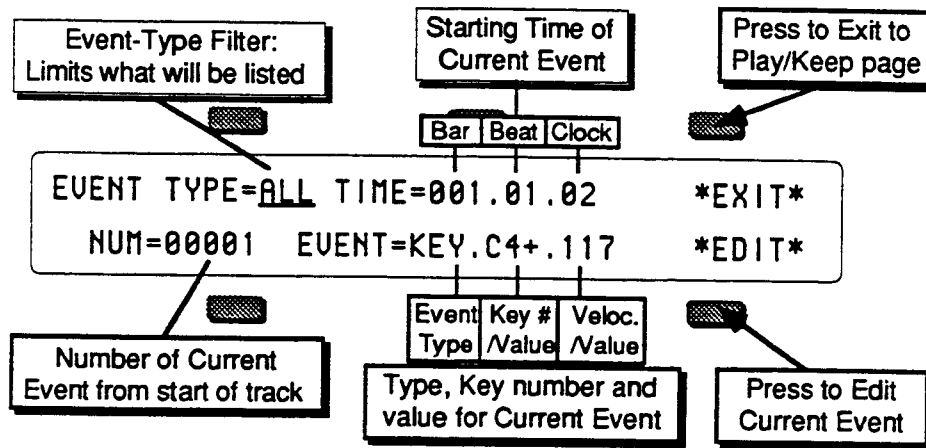 Event-Type Filter:
Limits what will be listed
Starting Time of
Current Event
Press to Exit to
Play/Keep page
Bar Beat Clock
EVENT TYPE=ALL TIME=001.01.02 *EXIT*
NUM=00001 EVENT=KEY.C4+.117 *EDIT*
Event Type
Key # /Value
Veloc. /Value
Number of Current
Event from start of track
Type, Key number and
value for Current Event
Press to Edit
Current Event